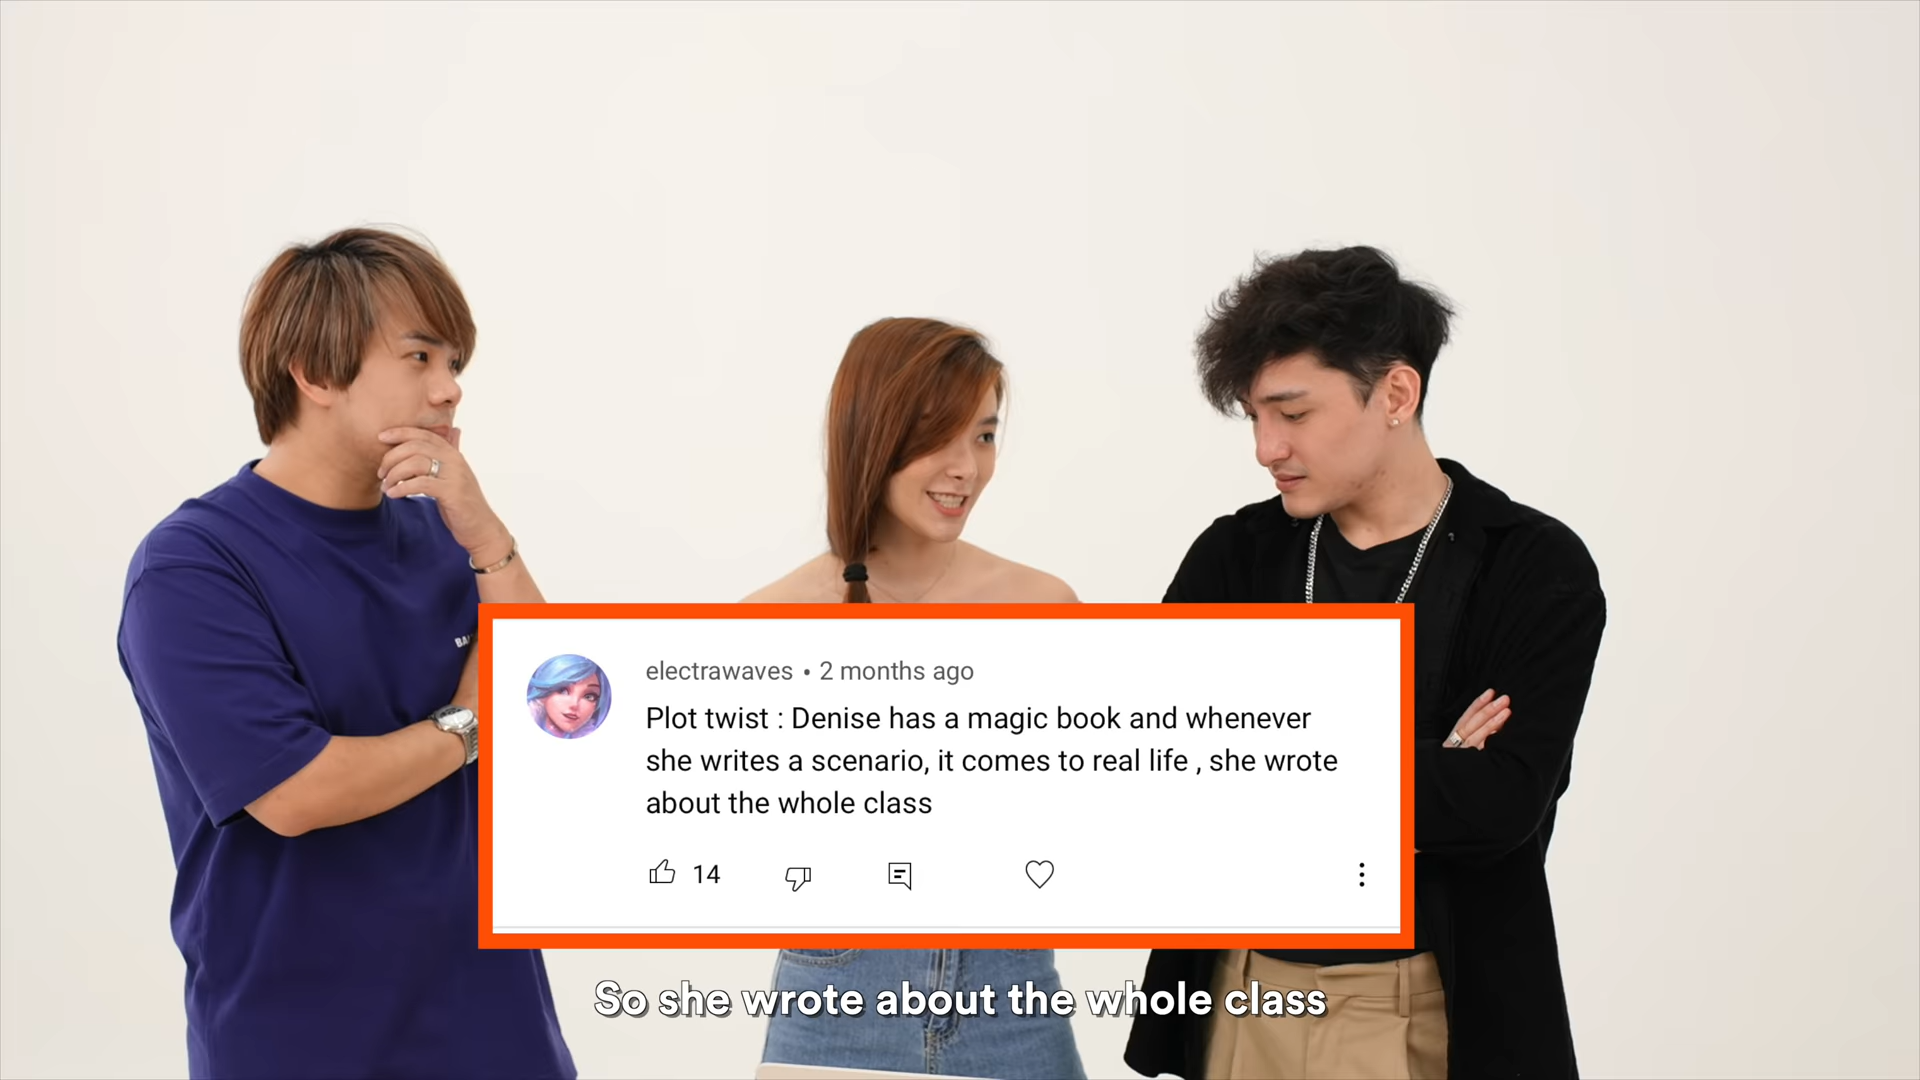 electrawaves • 2 months ago
Plot twist : Denise has a magic book and whenever
she writes a scenario, it comes to real life , she wrote
about the whole class
14
So she wrote about the whole class